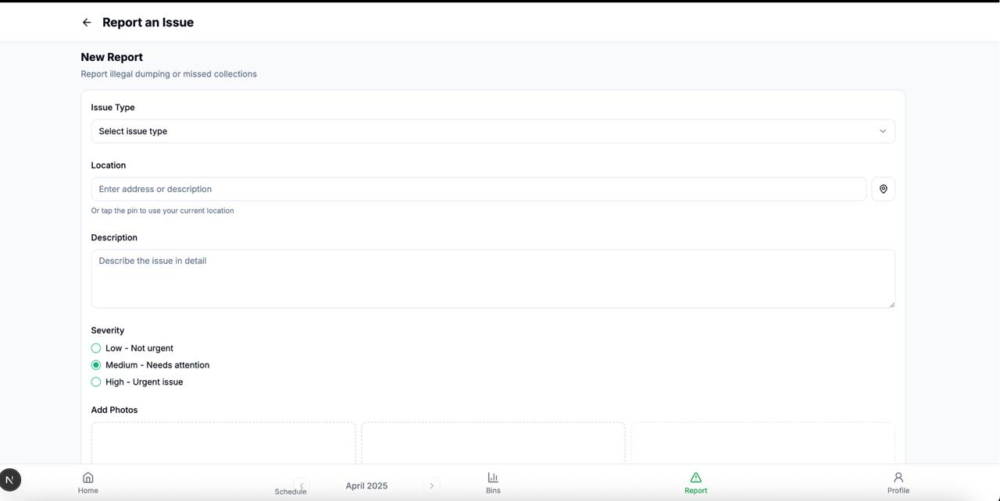 Report an Issue
New Report
Report illegal dumping or missed collections
Issue Type
Select issue type
Location
Enter address or description
Or tap the pin to use your current location
Description
Describe the issue in detail
Severity
Low - Not urgent
Medium - Needs attention
High - Urgent issue
Add Photos
N
Home
Schedule
April 2025
Bins
Report
Profile